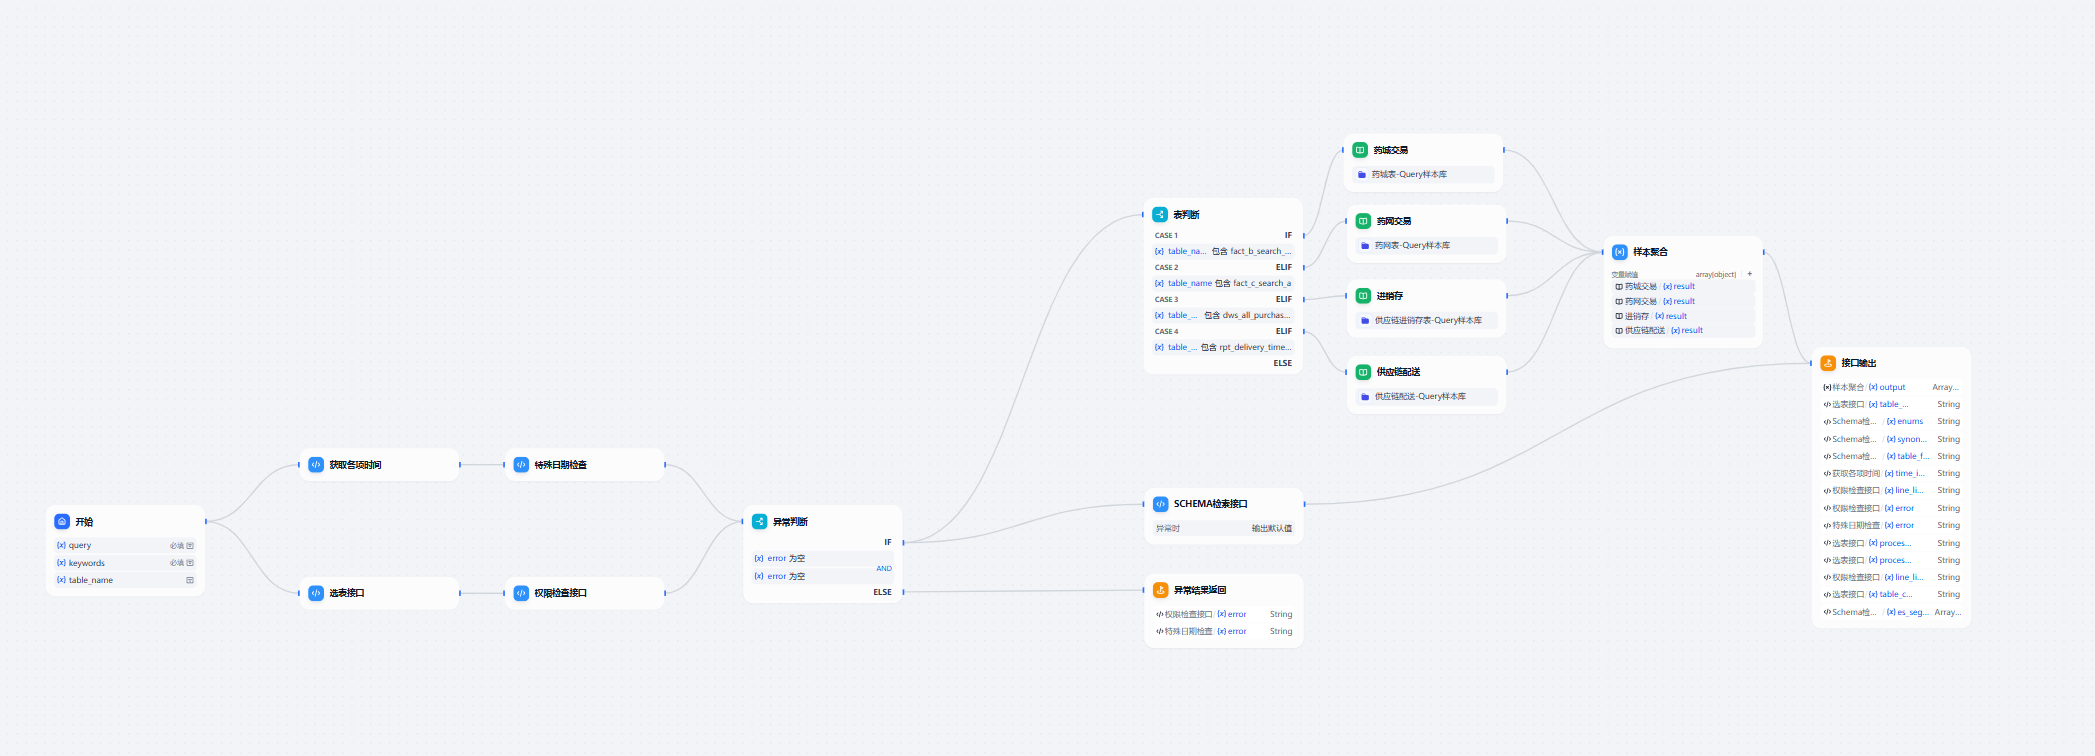 开始
query 必填
keywords 必填
table_name
获取各项时间
特殊日期检查
选表接口
权限检查接口
异常判断
IF
error 为空
AND
error 为空
ELSE
表判断
CASE 1 IF
table_na... 包含 fact_b_search_...
CASE 2 ELIF
table_name 包含 fact_c_search_a
CASE 3 ELIF
table_... 包含 dws_all_purchas...
CASE 4 ELIF
table_... 包含 rpt_delivery_time...
ELSE
药城交易
药城表-Query样本库
药网交易
药网表-Query样本库
进销存
供应链进销存表-Query样本库
供应链配送
供应链配送-Query样本库
SCHEMA检索接口
异常时 输出默认值
异常结果返回
权限检查接口 / error String
特殊日期检查 / error String
样本聚合
变量赋值 array[object] +
药城交易 / result
药网交易 / result
进销存 / result
供应链配送 / result
接口输出
样本聚合 / output Array...
选表接口 / table_... String
Schema检... / enums String
Schema检... / synon... String
Schema检... / table_f... String
获取各项时间 / time_i... String
权限检查接口 / line_li... String
权限检查接口 / error String
特殊日期检查 / error String
选表接口 / proces... String
选表接口 / proces... String
权限检查接口 / line_li... String
选表接口 / table_c... String
Schema检... / es_seg... Array...